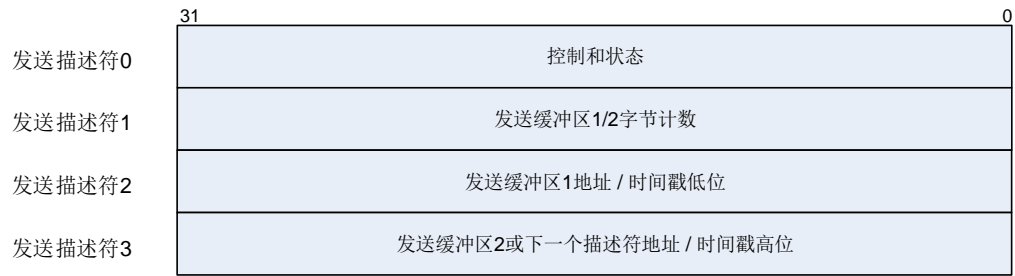 31 0
发送描述符0 控制和状态
发送描述符1 发送缓冲区1/2字节计数
发送描述符2 发送缓冲区1地址 / 时间戳低位
发送描述符3 发送缓冲区2或下一个描述符地址 / 时间戳高位